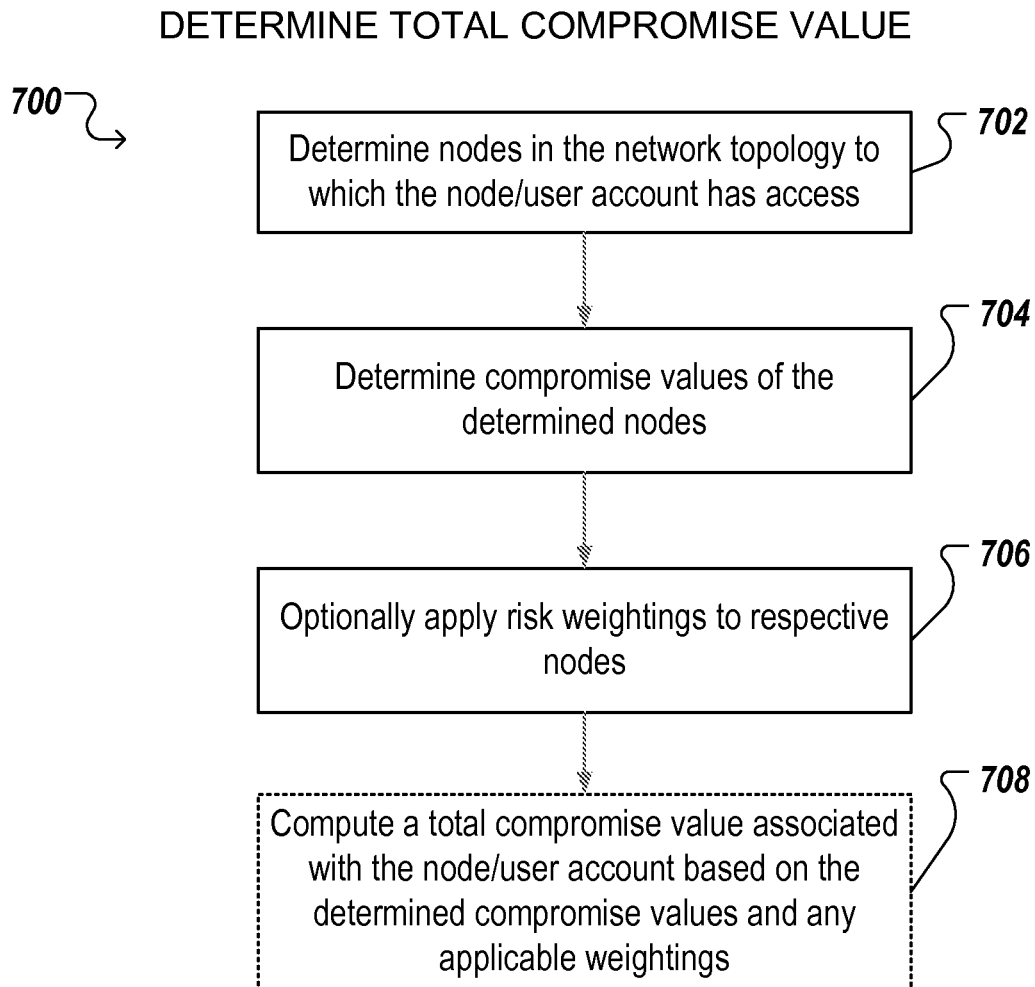 DETERMINE TOTAL COMPROMISE VALUE
700
702
Determine nodes in the network topology to
which the node/user account has access
704
Determine compromise values of the
determined nodes
706
Optionally apply risk weightings to respective
nodes
708
Compute a total compromise value associated
with the node/user account based on the
determined compromise values and any
applicable weightings